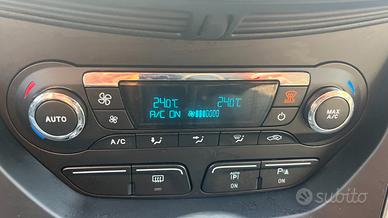 24.0°C 24.0°C
A/C ON
AUTO
MAX
A/C
A/C
ON
ON
subito